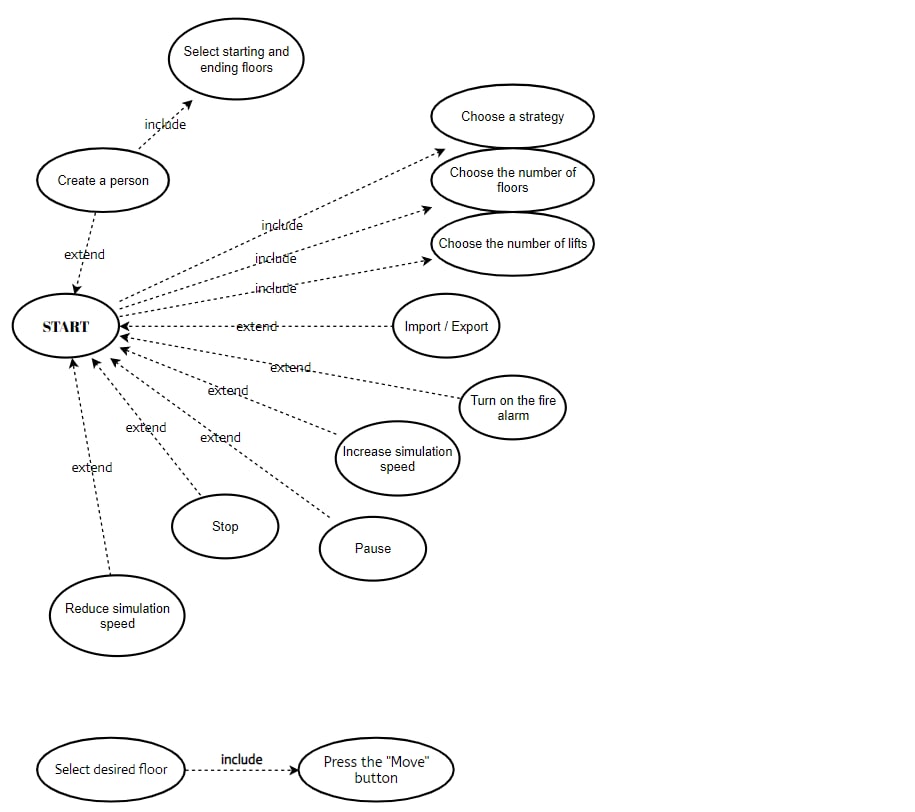 Select starting and
ending floors
include
Choose a strategy
Create a person
Choose the number of
floors
include
extend
Choose the number of lifts
include
include
START
extend
Import / Export
extend
Turn on the fire
alarm
extend
extend
extend
Increase simulation
speed
extend
Stop
Pause
Reduce simulation
speed
include
Select desired floor
Press the "Move"
button